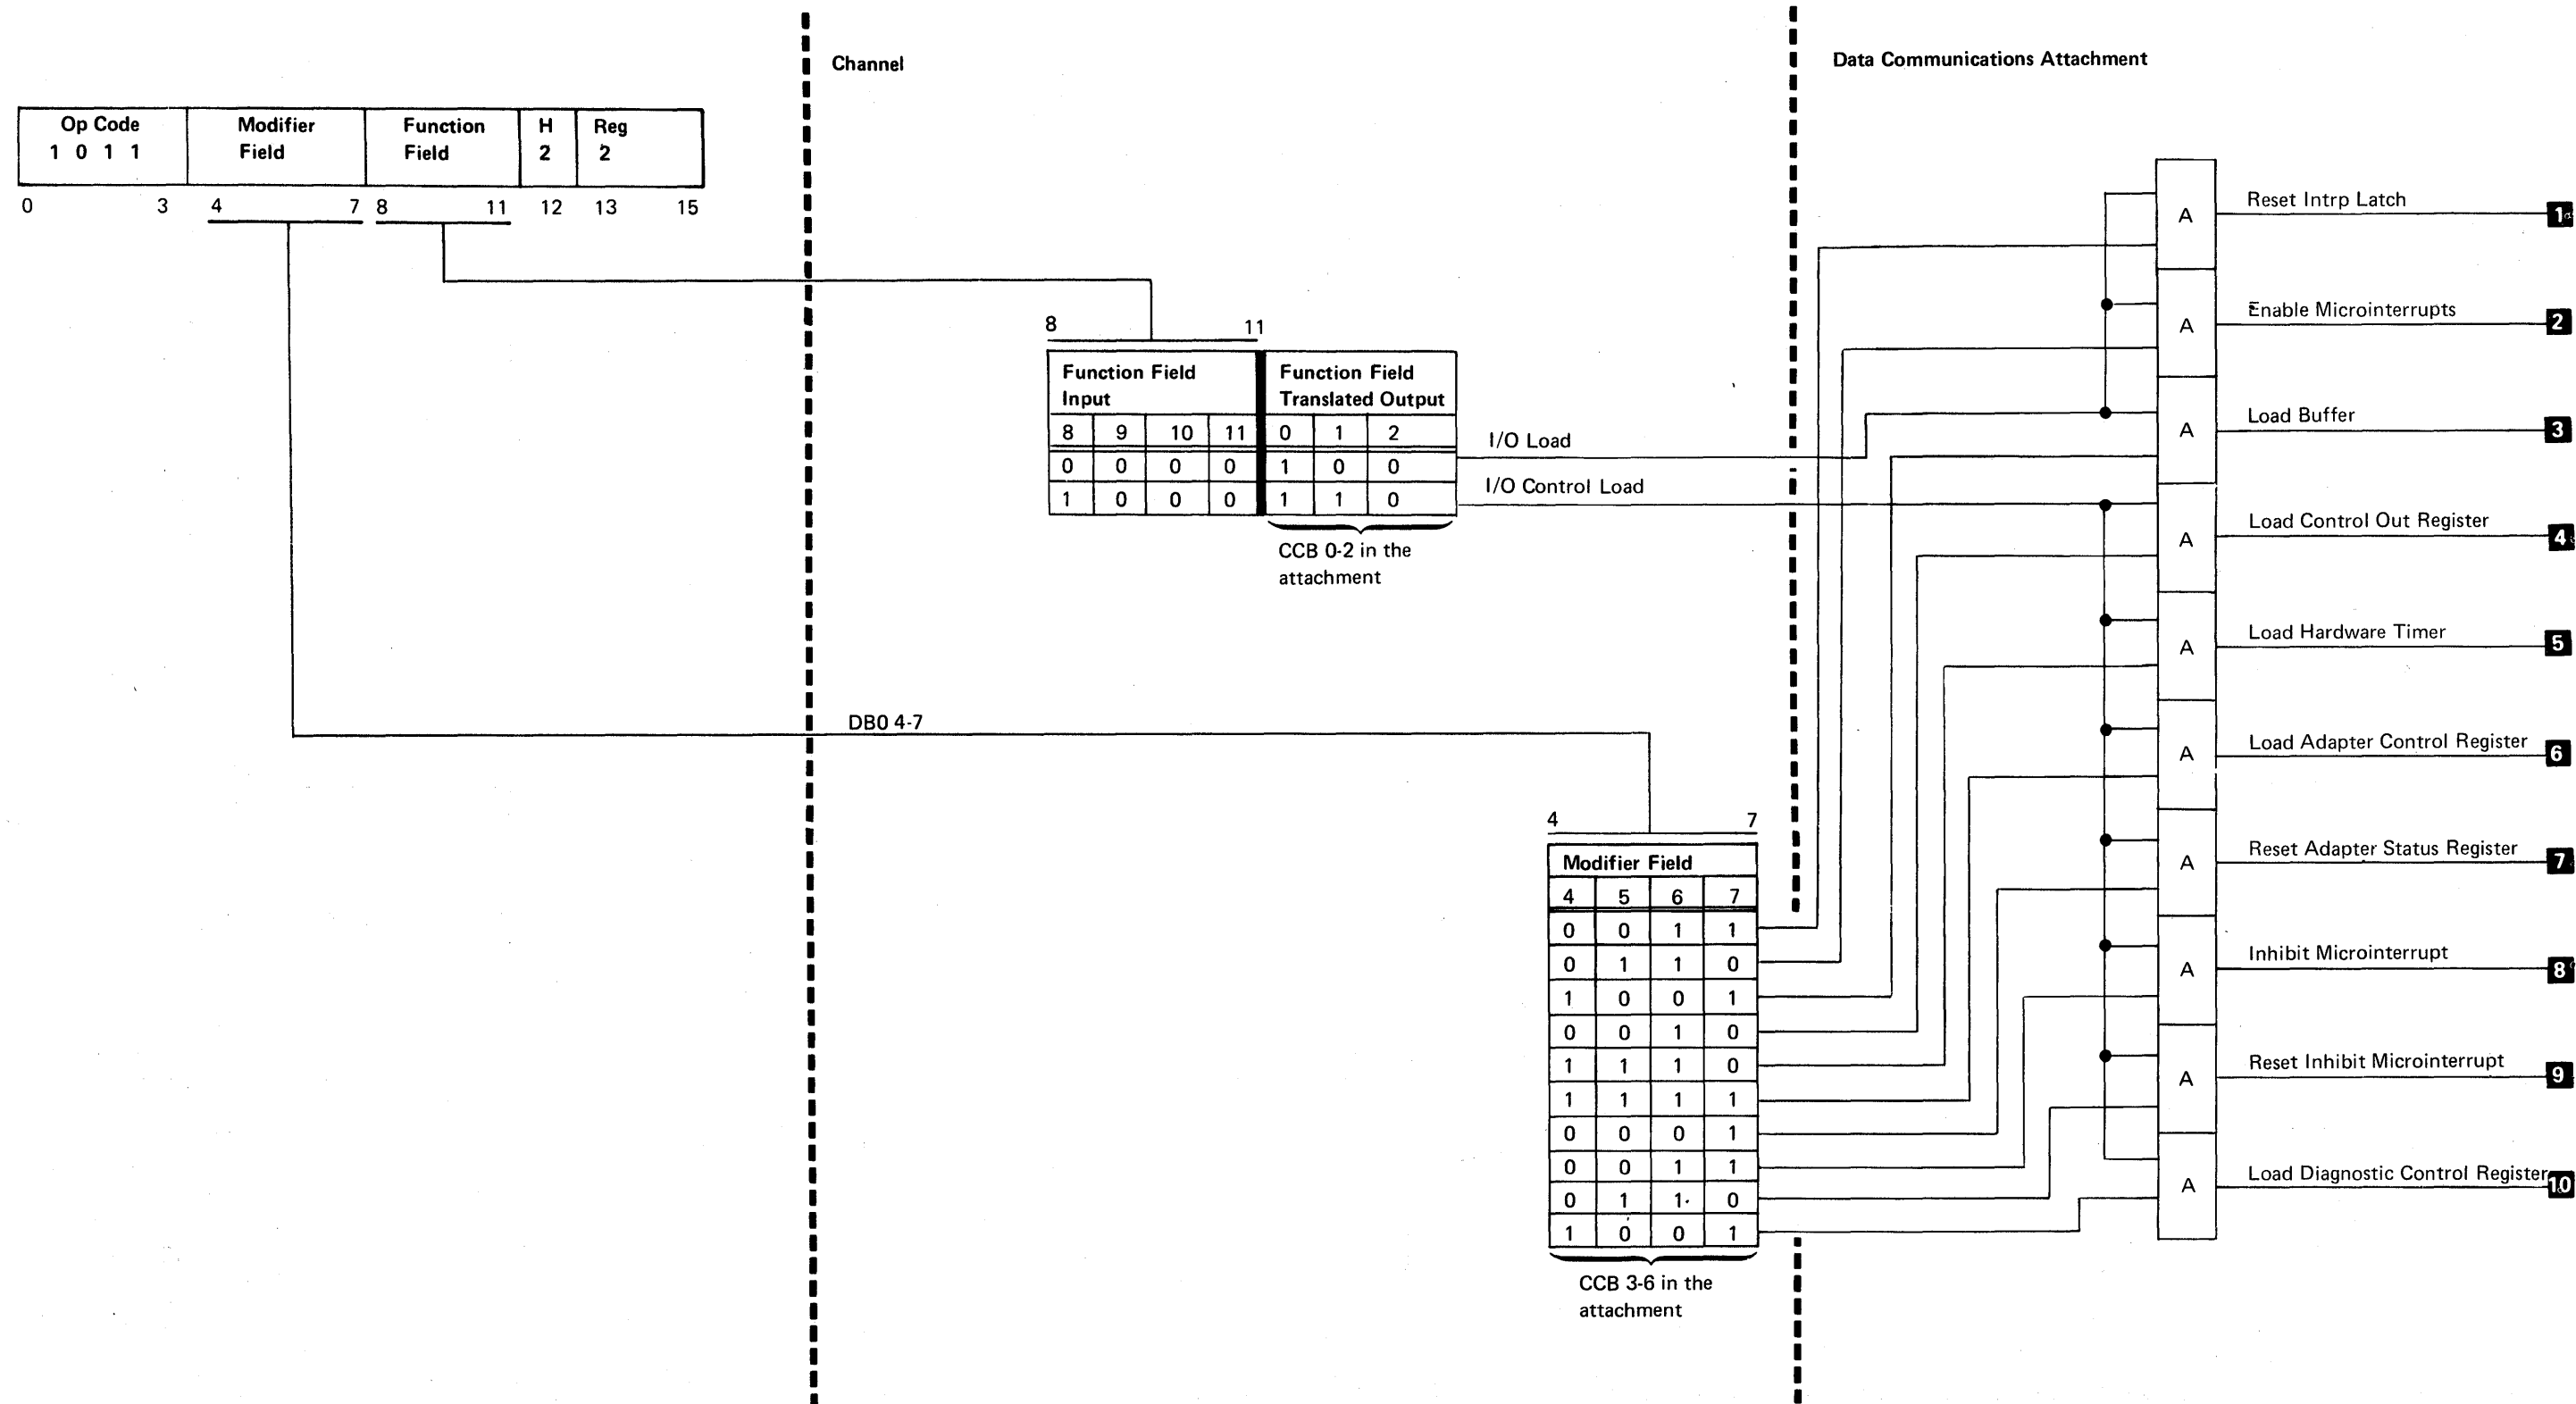 Channel
Data Communications Attachment
Op Code
1 0 1 1
Modifier
Field
Function
Field
H
2
Reg
2
0 3 4 7 8 11 12 13 15
8 11
Function Field
Input
Function Field
Translated Output
8 9 10 11 0 1 2
0 0 0 0 1 0 0
1 0 0 0 1 1 0
I/O Load
I/O Control Load
CCB 0-2 in the
attachment
DB0 4-7
4 7
Modifier Field
4 5 6 7
0 0 1 1
0 1 1 0
1 0 0 1
0 0 1 0
1 1 1 0
1 1 1 1
0 0 0 1
0 0 1 1
0 1 1 0
1 0 0 1
CCB 3-6 in the
attachment
A Reset Intrp Latch 1
A Enable Microinterrupts 2
A Load Buffer 3
A Load Control Out Register 4
A Load Hardware Timer 5
A Load Adapter Control Register 6
A Reset Adapter Status Register 7
A Inhibit Microinterrupt 8
A Reset Inhibit Microinterrupt 9
A Load Diagnostic Control Register 10